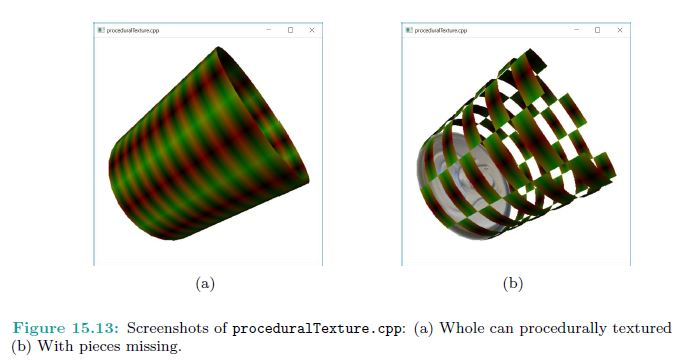 proceduralTexture.cpp
proceduralTexture.cpp
(a)
(b)
Figure 15.13: Screenshots of proceduralTexture.cpp: (a) Whole can procedurally textured
(b) With pieces missing.